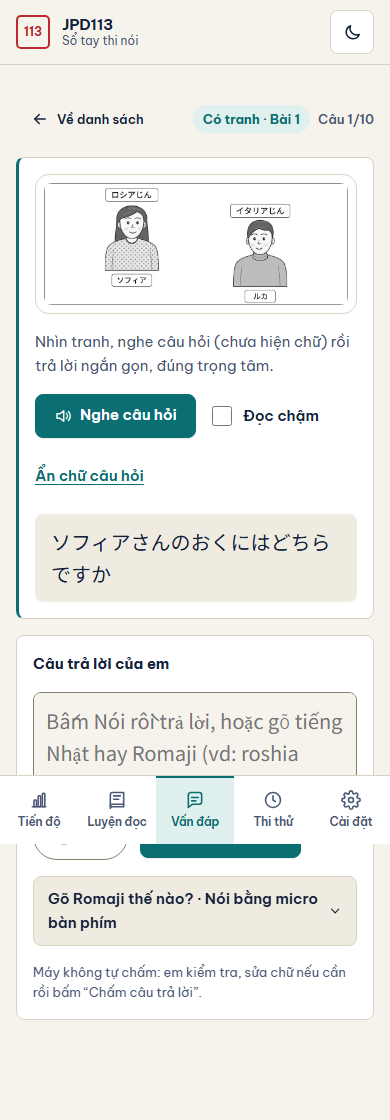 113
JPD113
Sổ tay thi nói
Về danh sách
Có tranh · Bài 1
Câu 1/10
ロシアじん
イタリアじん
ソフィア
ルカ
Nhìn tranh, nghe câu hỏi (chưa hiện chữ) rồi
trả lời ngắn gọn, đúng trọng tâm.
Nghe câu hỏi
Đọc chậm
Ẩn chữ câu hỏi
ソフィアさんのおくにはどちら
ですか
Câu trả lời của em
Bấm Nói rồi trả lời, hoặc gõ tiếng
Nhật hay Romaji (vd: roshia
Tiến độ
Luyện đọc
Vấn đáp
Thi thử
Cài đặt
Gõ Romaji thế nào? · Nói bằng micro
bàn phím
Máy không tự chấm: em kiểm tra, sửa chữ nếu cần
rồi bấm “Chấm câu trả lời”.